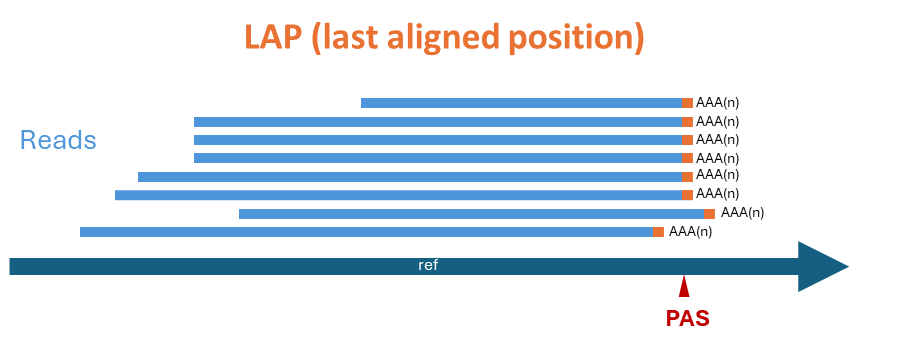 LAP (last aligned position)
AAA(n)
AAA(n)
Reads
AAA(n)
AAA(n)
AAA(n)
AAA(n)
AAA(n)
AAA(n)
ref
PAS